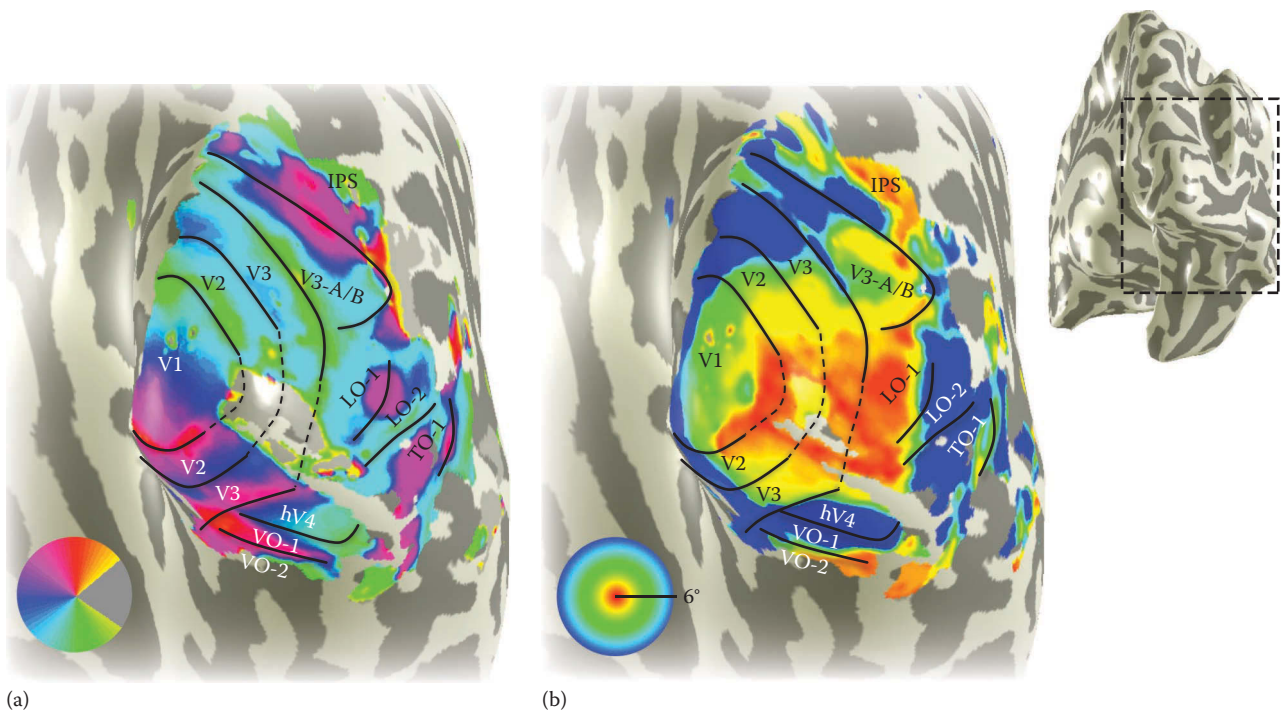 IPS
V2
V3
V3-A/B
V1
LO-1
LO-2
TO-1
V2
V3
hV4
VO-1
VO-2
(a)
IPS
V2
V3
V3-A/B
V1
LO-1
LO-2
TO-1
V2
V3
hV4
VO-1
VO-2
6°
(b)